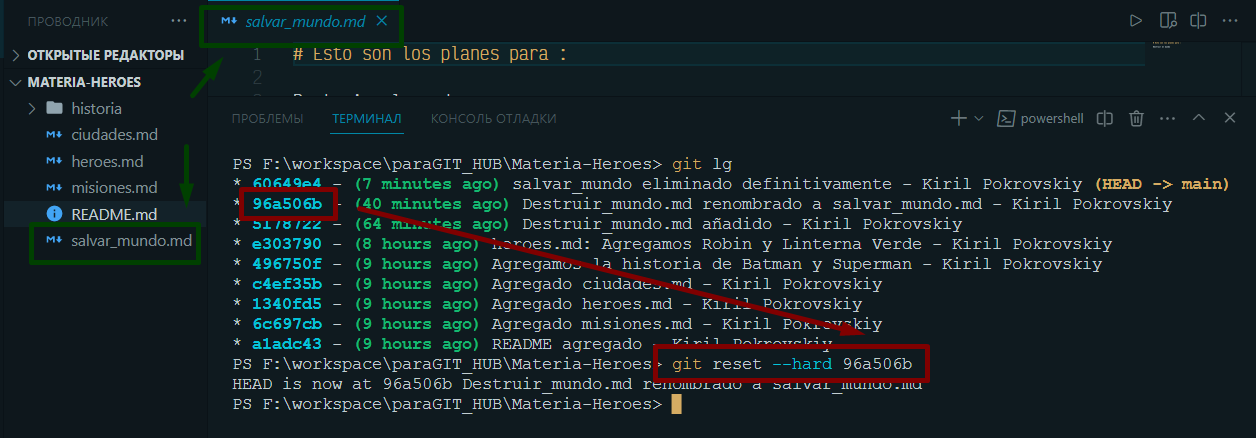 ПРОВОДНИК ···
ОТКРЫТЫЕ РЕДАКТОРЫ
MATERIA-HEROES
historia
ciudades.md
heroes.md
misiones.md
README.md
salvar_mundo.md
salvar_mundo.md
1 # Esto son los planes para :
2
ПРОБЛЕМЫ ТЕРМИНАЛ КОНСОЛЬ ОТЛАДКИ powershell
PS F:\workspace\paraGIT_HUB\Materia-Heroes> git lg
* 60649e4 - (7 minutes ago) salvar_mundo eliminado definitivamente - Kiril Pokrovskiy (HEAD -> main)
* 96a506b - (40 minutes ago) Destruir_mundo.md renombrado a salvar_mundo.md - Kiril Pokrovskiy
* 5178722 - (64 minutes ago) Destruir_mundo.md añadido - Kiril Pokrovskiy
* e303790 - (8 hours ago) heroes.md: Agregamos Robin y Linterna Verde - Kiril Pokrovskiy
* 496750f - (9 hours ago) Agregamos la historia de Batman y Superman - Kiril Pokrovskiy
* c4ef35b - (9 hours ago) Agregado ciudades.md - Kiril Pokrovskiy
* 1340fd5 - (9 hours ago) Agregado heroes.md - Kiril Pokrovskiy
* 6c697cb - (9 hours ago) Agregado misiones.md - Kiril Pokrovskiy
* a1adc43 - (9 hours ago) README agregado - Kiril Pokrovskiy
PS F:\workspace\paraGIT_HUB\Materia-Heroes> git reset --hard 96a506b
HEAD is now at 96a506b Destruir_mundo.md renombrado a salvar_mundo.md
PS F:\workspace\paraGIT_HUB\Materia-Heroes>